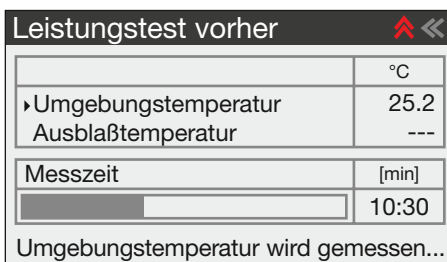 Leistungstest vorher
°C
Umgebungstemperatur 25.2
Ausblaßtemperatur ---
Messzeit [min]
10:30
Umgebungstemperatur wird gemessen...